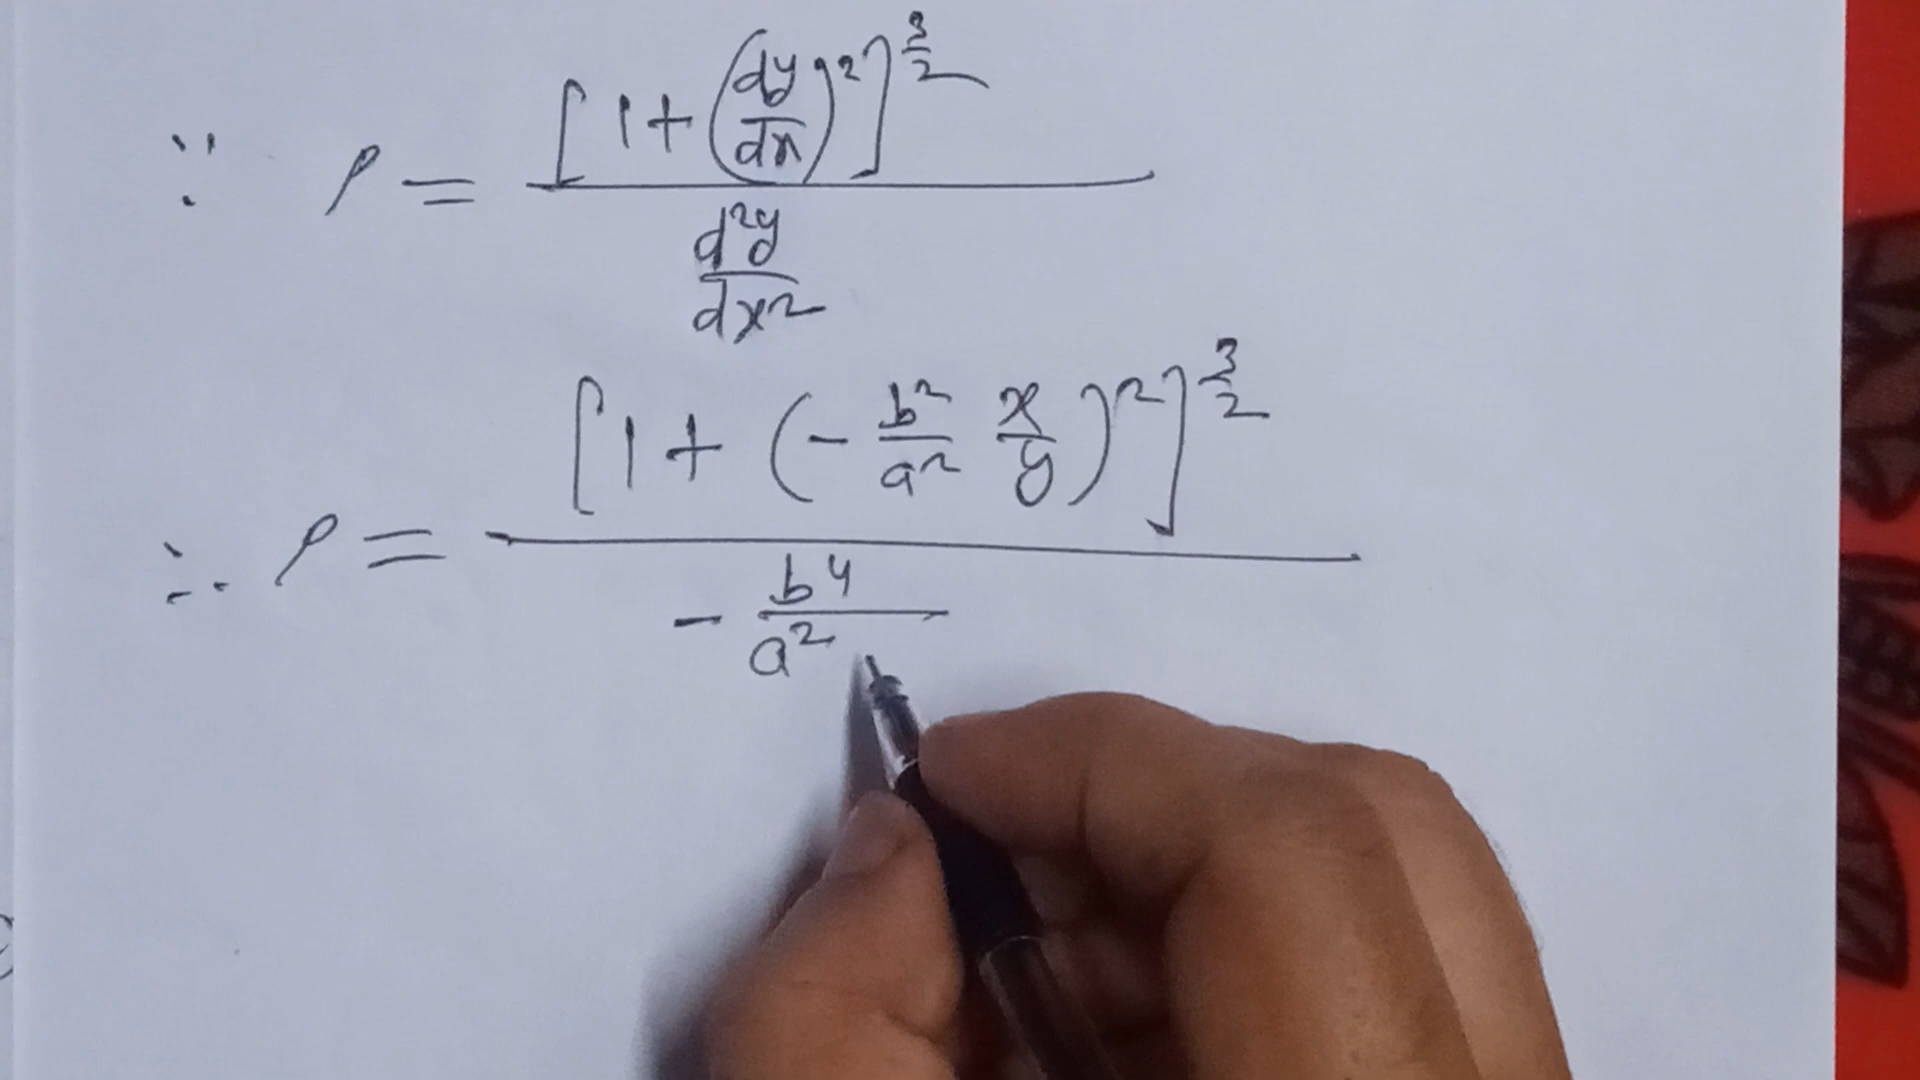 ∵ ρ = [1 + (dy/dx)²]^(3/2) / (d²y/dx²)
∴ ρ = [1 + (- b²/a² x/y)²]^(3/2) / (- b⁴/a²)